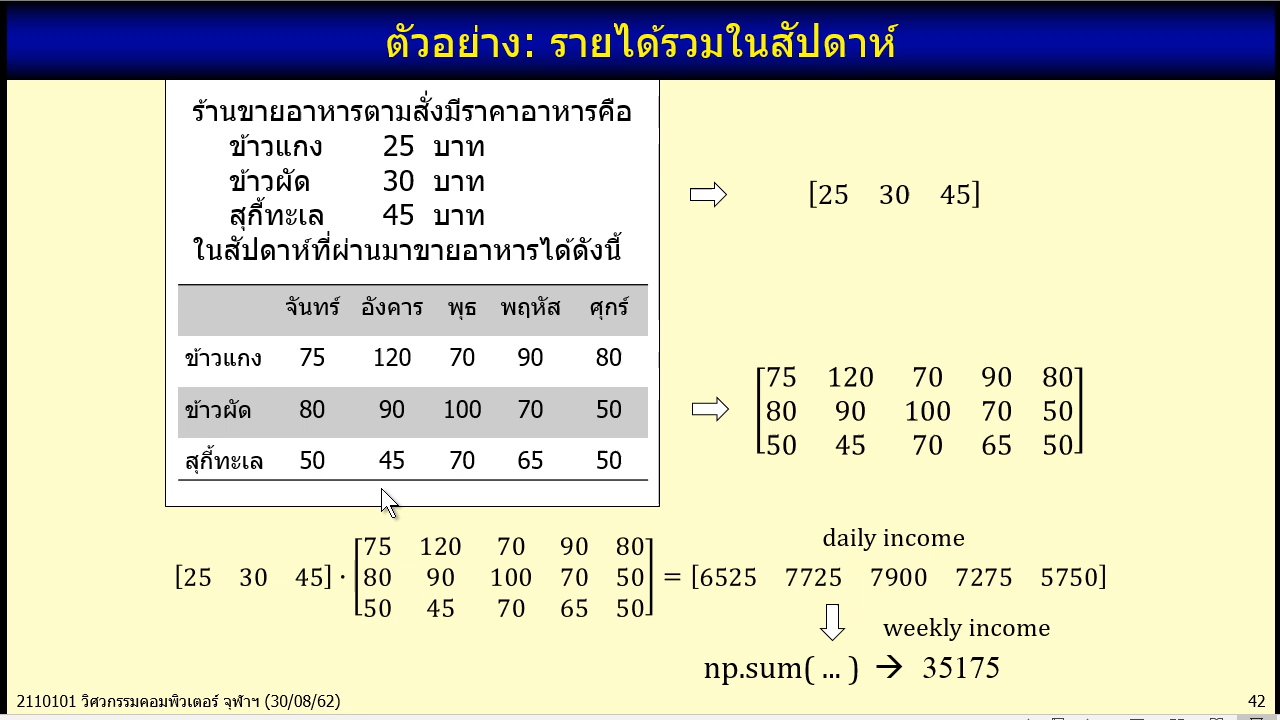 ตัวอย่าง: รายได้รวมในสัปดาห์
ร้านขายอาหารตามสั่งมีราคาอาหารคือ
ข้าวแกง 25 บาท
ข้าวผัด 30 บาท
สุกี้ทะเล 45 บาท
ในสัปดาห์ที่ผ่านมาขายอาหารได้ดังนี้
[25 30 45]
จันทร์ อังคาร พุธ พฤหัส ศุกร์
ข้าวแกง 75 120 70 90 80
ข้าวผัด 80 90 100 70 50
สุกี้ทะเล 50 45 70 65 50
75 120 70 90 80
80 90 100 70 50
50 45 70 65 50
daily income
75 120 70 90 80
[25 30 45] · 80 90 100 70 50 = [6525 7725 7900 7275 5750]
50 45 70 65 50
weekly income
np.sum( ... ) → 35175
2110101 วิศวกรรมคอมพิวเตอร์ จุฬาฯ (30/08/62) 42